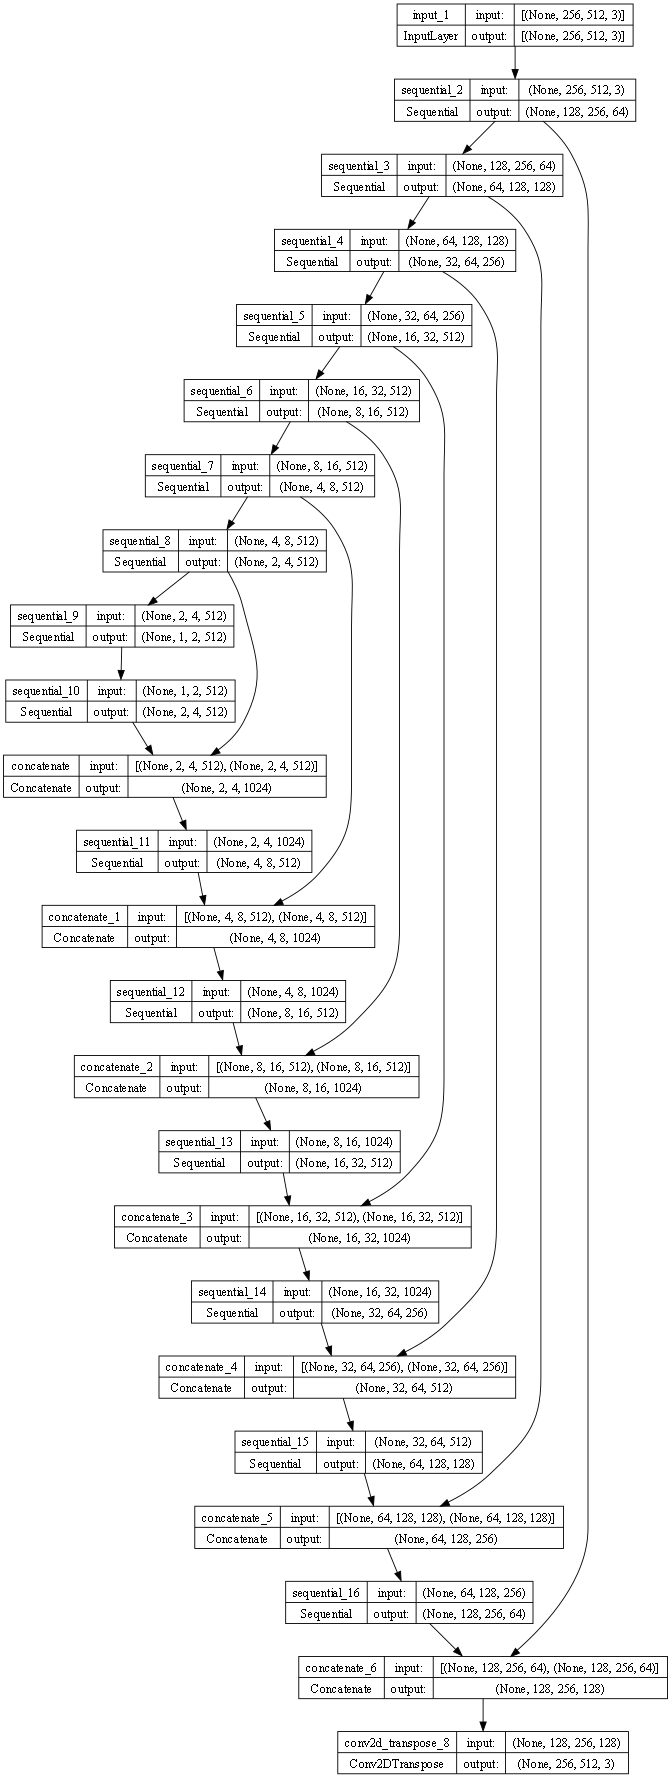 input_1 input: [(None, 256, 512, 3)]
InputLayer output: [(None, 256, 512, 3)]
sequential_2 input: (None, 256, 512, 3)
Sequential output: (None, 128, 256, 64)
sequential_3 input: (None, 128, 256, 64)
Sequential output: (None, 64, 128, 128)
sequential_4 input: (None, 64, 128, 128)
Sequential output: (None, 32, 64, 256)
sequential_5 input: (None, 32, 64, 256)
Sequential output: (None, 16, 32, 512)
sequential_6 input: (None, 16, 32, 512)
Sequential output: (None, 8, 16, 512)
sequential_7 input: (None, 8, 16, 512)
Sequential output: (None, 4, 8, 512)
sequential_8 input: (None, 4, 8, 512)
Sequential output: (None, 2, 4, 512)
sequential_9 input: (None, 2, 4, 512)
Sequential output: (None, 1, 2, 512)
sequential_10 input: (None, 1, 2, 512)
Sequential output: (None, 2, 4, 512)
concatenate input: [(None, 2, 4, 512), (None, 2, 4, 512)]
Concatenate output: (None, 2, 4, 1024)
sequential_11 input: (None, 2, 4, 1024)
Sequential output: (None, 4, 8, 512)
concatenate_1 input: [(None, 4, 8, 512), (None, 4, 8, 512)]
Concatenate output: (None, 4, 8, 1024)
sequential_12 input: (None, 4, 8, 1024)
Sequential output: (None, 8, 16, 512)
concatenate_2 input: [(None, 8, 16, 512), (None, 8, 16, 512)]
Concatenate output: (None, 8, 16, 1024)
sequential_13 input: (None, 8, 16, 1024)
Sequential output: (None, 16, 32, 512)
concatenate_3 input: [(None, 16, 32, 512), (None, 16, 32, 512)]
Concatenate output: (None, 16, 32, 1024)
sequential_14 input: (None, 16, 32, 1024)
Sequential output: (None, 32, 64, 256)
concatenate_4 input: [(None, 32, 64, 256), (None, 32, 64, 256)]
Concatenate output: (None, 32, 64, 512)
sequential_15 input: (None, 32, 64, 512)
Sequential output: (None, 64, 128, 128)
concatenate_5 input: [(None, 64, 128, 128), (None, 64, 128, 128)]
Concatenate output: (None, 64, 128, 256)
sequential_16 input: (None, 64, 128, 256)
Sequential output: (None, 128, 256, 64)
concatenate_6 input: [(None, 128, 256, 64), (None, 128, 256, 64)]
Concatenate output: (None, 128, 256, 128)
conv2d_transpose_8 input: (None, 128, 256, 128)
Conv2DTranspose output: (None, 256, 512, 3)